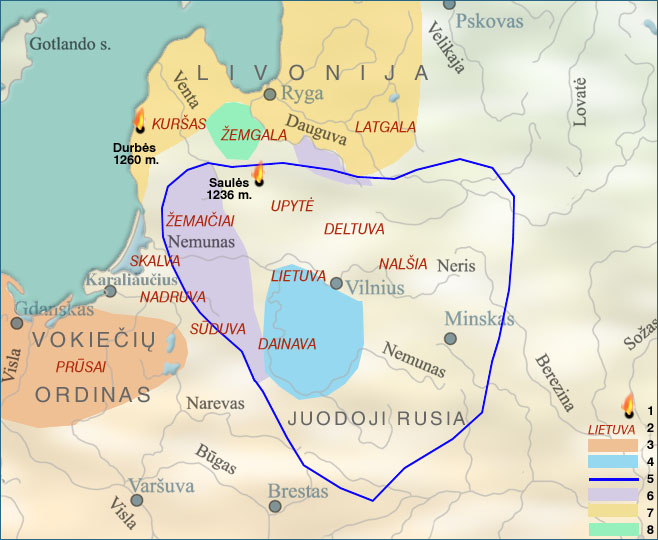 Pskovas
Gotlando s.
Velikaja
LIVONIJA
Venta
Ryga
Lovatė
KURŠAS
ŽEMGALA
Dauguva
LATGALA
Durbės
1260 m.
Saulės
1236 m.
UPYTĖ
ŽEMAIČIAI
DELTUVA
Nemunas
SKALVA
NALŠIA
Neris
Karaliaučius
LIETUVA
Vilnius
NADRUVA
Gdanskas
SŪDUVA
Minskas
VOKIEČIŲ
DAINAVA
Sožas
Visla
PRŪSAI
Nemunas
Berezina
ORDINAS
Narevas
JUODOJI RUSIA
1
LIETUVA 2
3
Būgas
4
5
Varšuva
Brestas
6
Visla
7
8